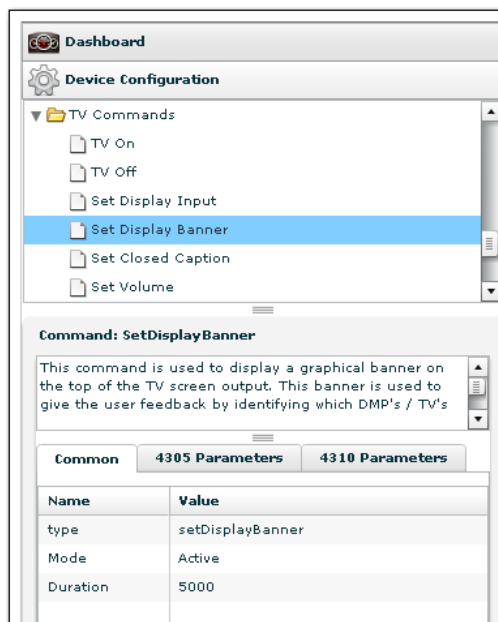 Dashboard
Device Configuration
TV Commands
TV On
TV Off
Set Display Input
Set Display Banner
Set Closed Caption
Set Volume
Command: SetDisplayBanner
This command is used to display a graphical banner on
the top of the TV screen output. This banner is used to
give the user feedback by identifying which DMP's / TV's
Common 4305 Parameters 4310 Parameters
Name Value
type setDisplayBanner
Mode Active
Duration 5000